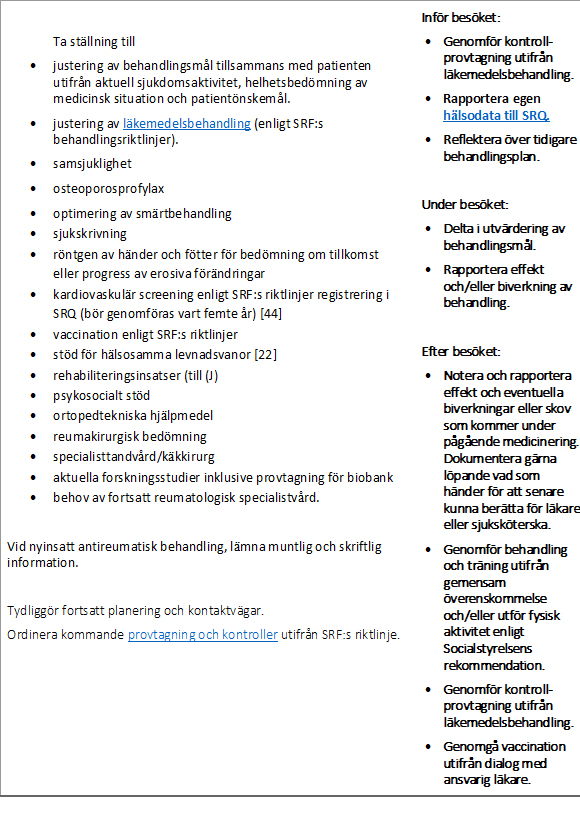 Ta ställning till
• justering av behandlingsmål tillsammans med patienten
utifrån aktuell sjukdomsaktivitet, helhetsbedömning av
medicinsk situation och patientönskemål.
• justering av läkemedelsbehandling (enligt SRF:s
behandlingsriktlinjer).
• samsjuklighet
• osteoporosprofylax
• optimering av smärtbehandling
• sjukskrivning
• röntgen av händer och fötter för bedömning om tillkomst
eller progress av erosiva förändringar
• kardiovaskulär screening enligt SRF:s riktlinjer registrering i
SRQ (bör genomföras vart femte år) [44]
• vaccination enligt SRF:s riktlinjer
• stöd för hälsosamma levnadsvanor [22]
• rehabiliteringsinsatser (till (J)
• psykosocialt stöd
• ortopedtekniska hjälpmedel
• reumakirurgisk bedömning
• specialisttandvård/käkkirurg
• aktuella forskningsstudier inklusive provtagning för biobank
• behov av fortsatt reumatologisk specialistvård.
Vid nyinsatt antireumatisk behandling, lämna muntlig och skriftlig
information.
Tydliggör fortsatt planering och kontaktvägar.
Ordinera kommande provtagning och kontroller utifrån SRF:s riktlinje.
Inför besöket:
• Genomför kontroll-
provtagning utifrån
läkemedelsbehandling.
• Rapportera egen
hälsodata till SRQ.
• Reflektera över tidigare
behandlingsplan.
Under besöket:
• Delta i utvärdering av
behandlingsmål.
• Rapportera effekt
och/eller biverkning av
behandling.
Efter besöket:
• Notera och rapportera
effekt och eventuella
biverkningar eller skov
som kommer under
pågående medicinering.
Dokumentera gärna
löpande vad som
händer för att senare
kunna berätta för läkare
eller sjuksköterska.
• Genomför behandling
och träning utifrån
gemensam
överenskommelse
och/eller utför fysisk
aktivitet enligt
Socialstyrelsens
rekommendation.
• Genomför kontroll-
provtagning utifrån
läkemedelsbehandling.
• Genomgå vaccination
utifrån dialog med
ansvarig läkare.